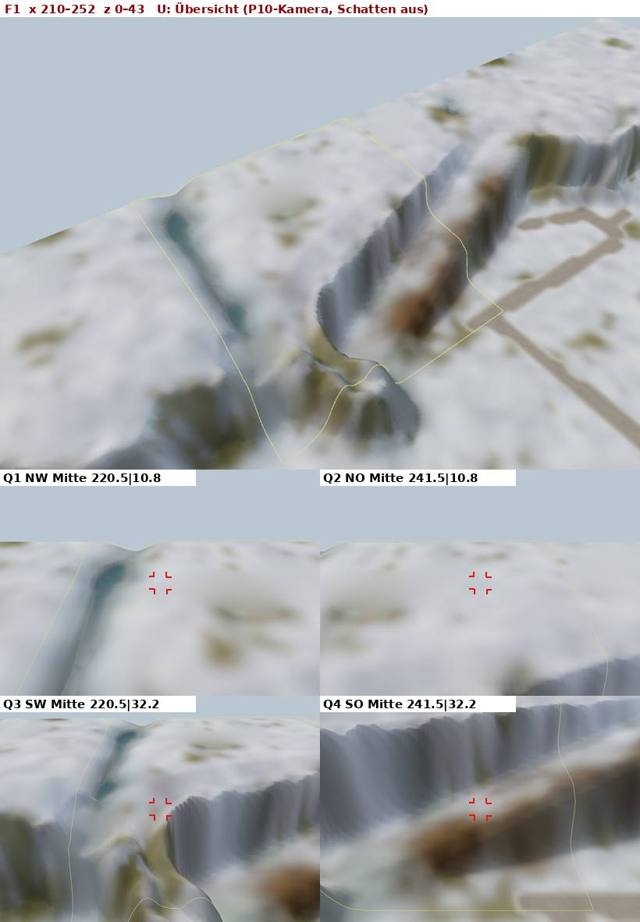 F1 x 210-252 z 0-43 U: Übersicht (P10-Kamera, Schatten aus)
Q1 NW Mitte 220.5|10.8
Q2 NO Mitte 241.5|10.8
Q3 SW Mitte 220.5|32.2
Q4 SO Mitte 241.5|32.2